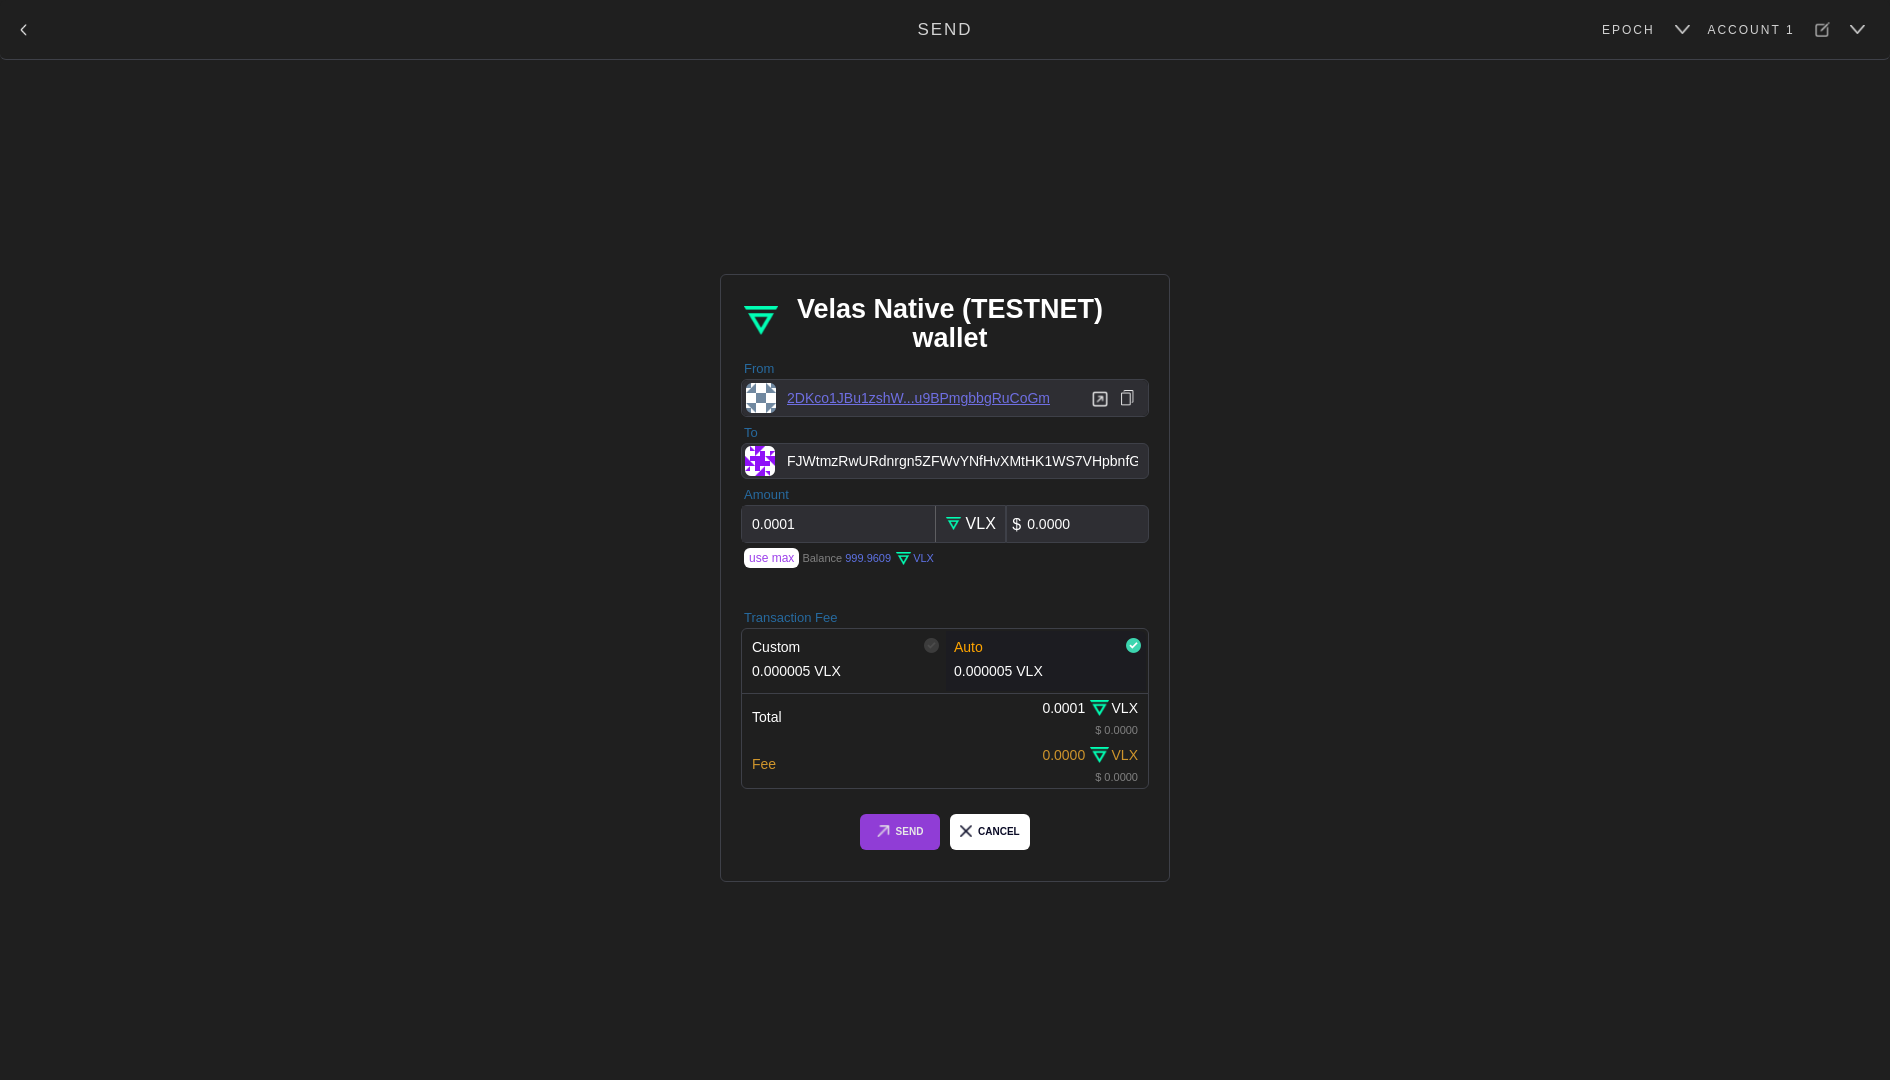 SEND
EPOCH
ACCOUNT 1
Velas Native (TESTNET)
wallet
From
2DKco1JBu1zshW...u9BPmgbbgRuCoGm
To
FJWtmzRwURdnrgn5ZFWvYNfHvXMtHK1WS7VHpbnfG
Amount
0.0001
VLX
$ 0.0000
use max Balance 999.9609 VLX
Transaction Fee
Custom
0.000005 VLX
Auto
0.000005 VLX
Total
0.0001 VLX
$ 0.0000
Fee
0.0000 VLX
$ 0.0000
SEND
CANCEL